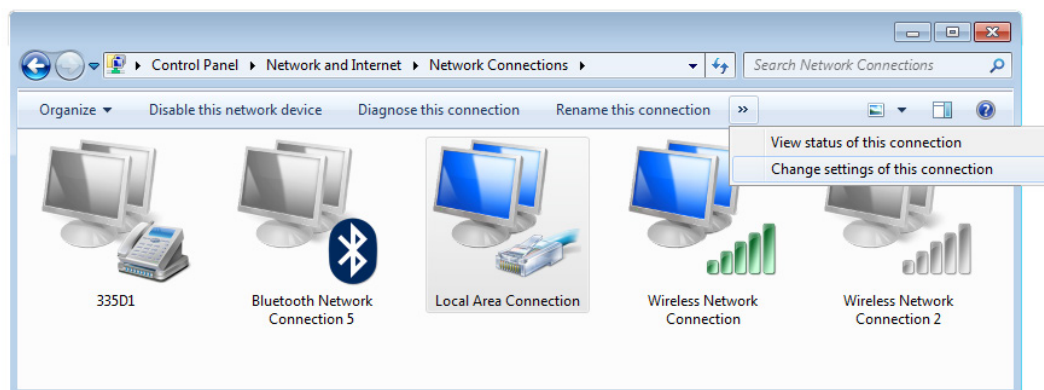 Control Panel Network and Internet Network Connections Search Network Connections
Organize Disable this network device Diagnose this connection Rename this connection »
View status of this connection
Change settings of this connection
335D1
Bluetooth Network
Connection 5
Local Area Connection
Wireless Network
Connection
Wireless Network
Connection 2